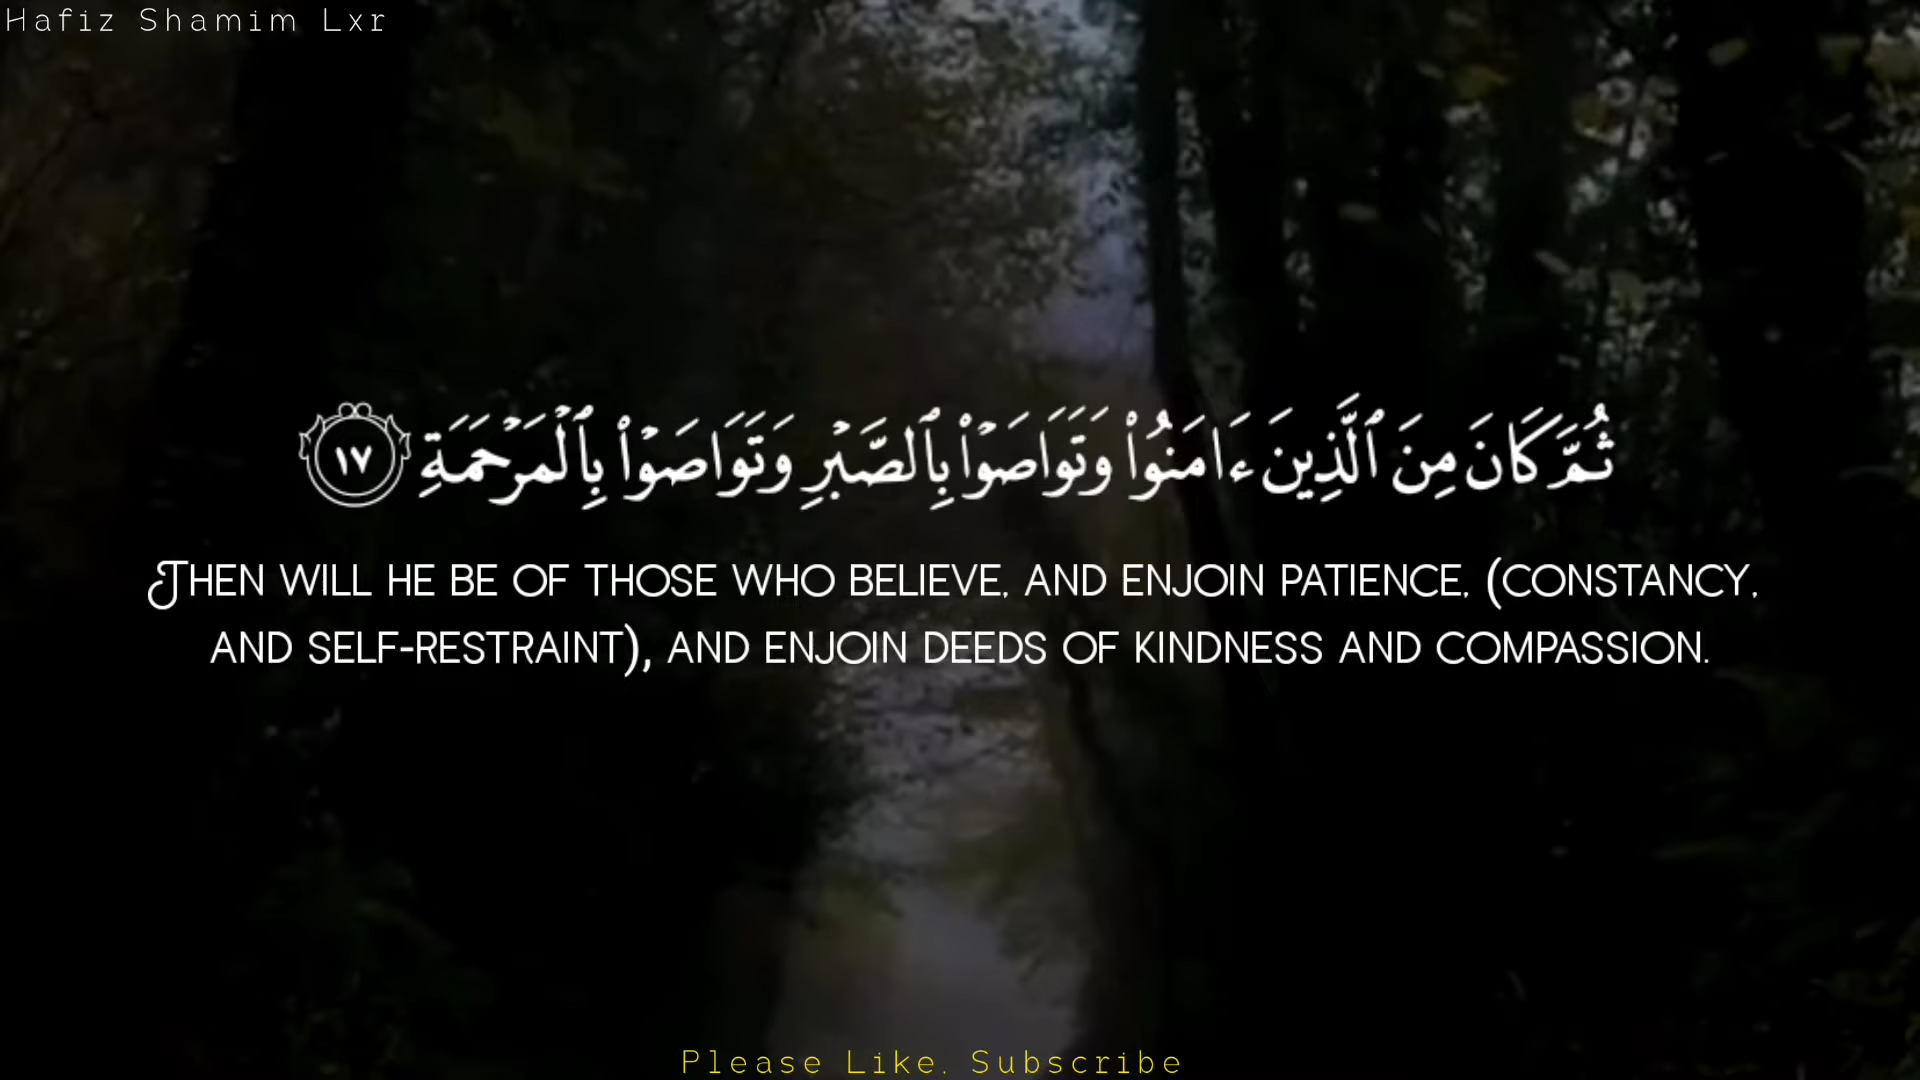 Hafiz Shamim Lxr
ثُمَّ كَانَ مِنَ ٱلَّذِينَ ءَامَنُوا۟ وَتَوَاصَوْا۟ بِٱلصَّبْرِ وَتَوَاصَوْا۟ بِٱلْمَرْحَمَةِ ١٧
Then will he be of those who believe, and enjoin patience, (constancy,
and self-restraint), and enjoin deeds of kindness and compassion.
Please Like, Subscribe